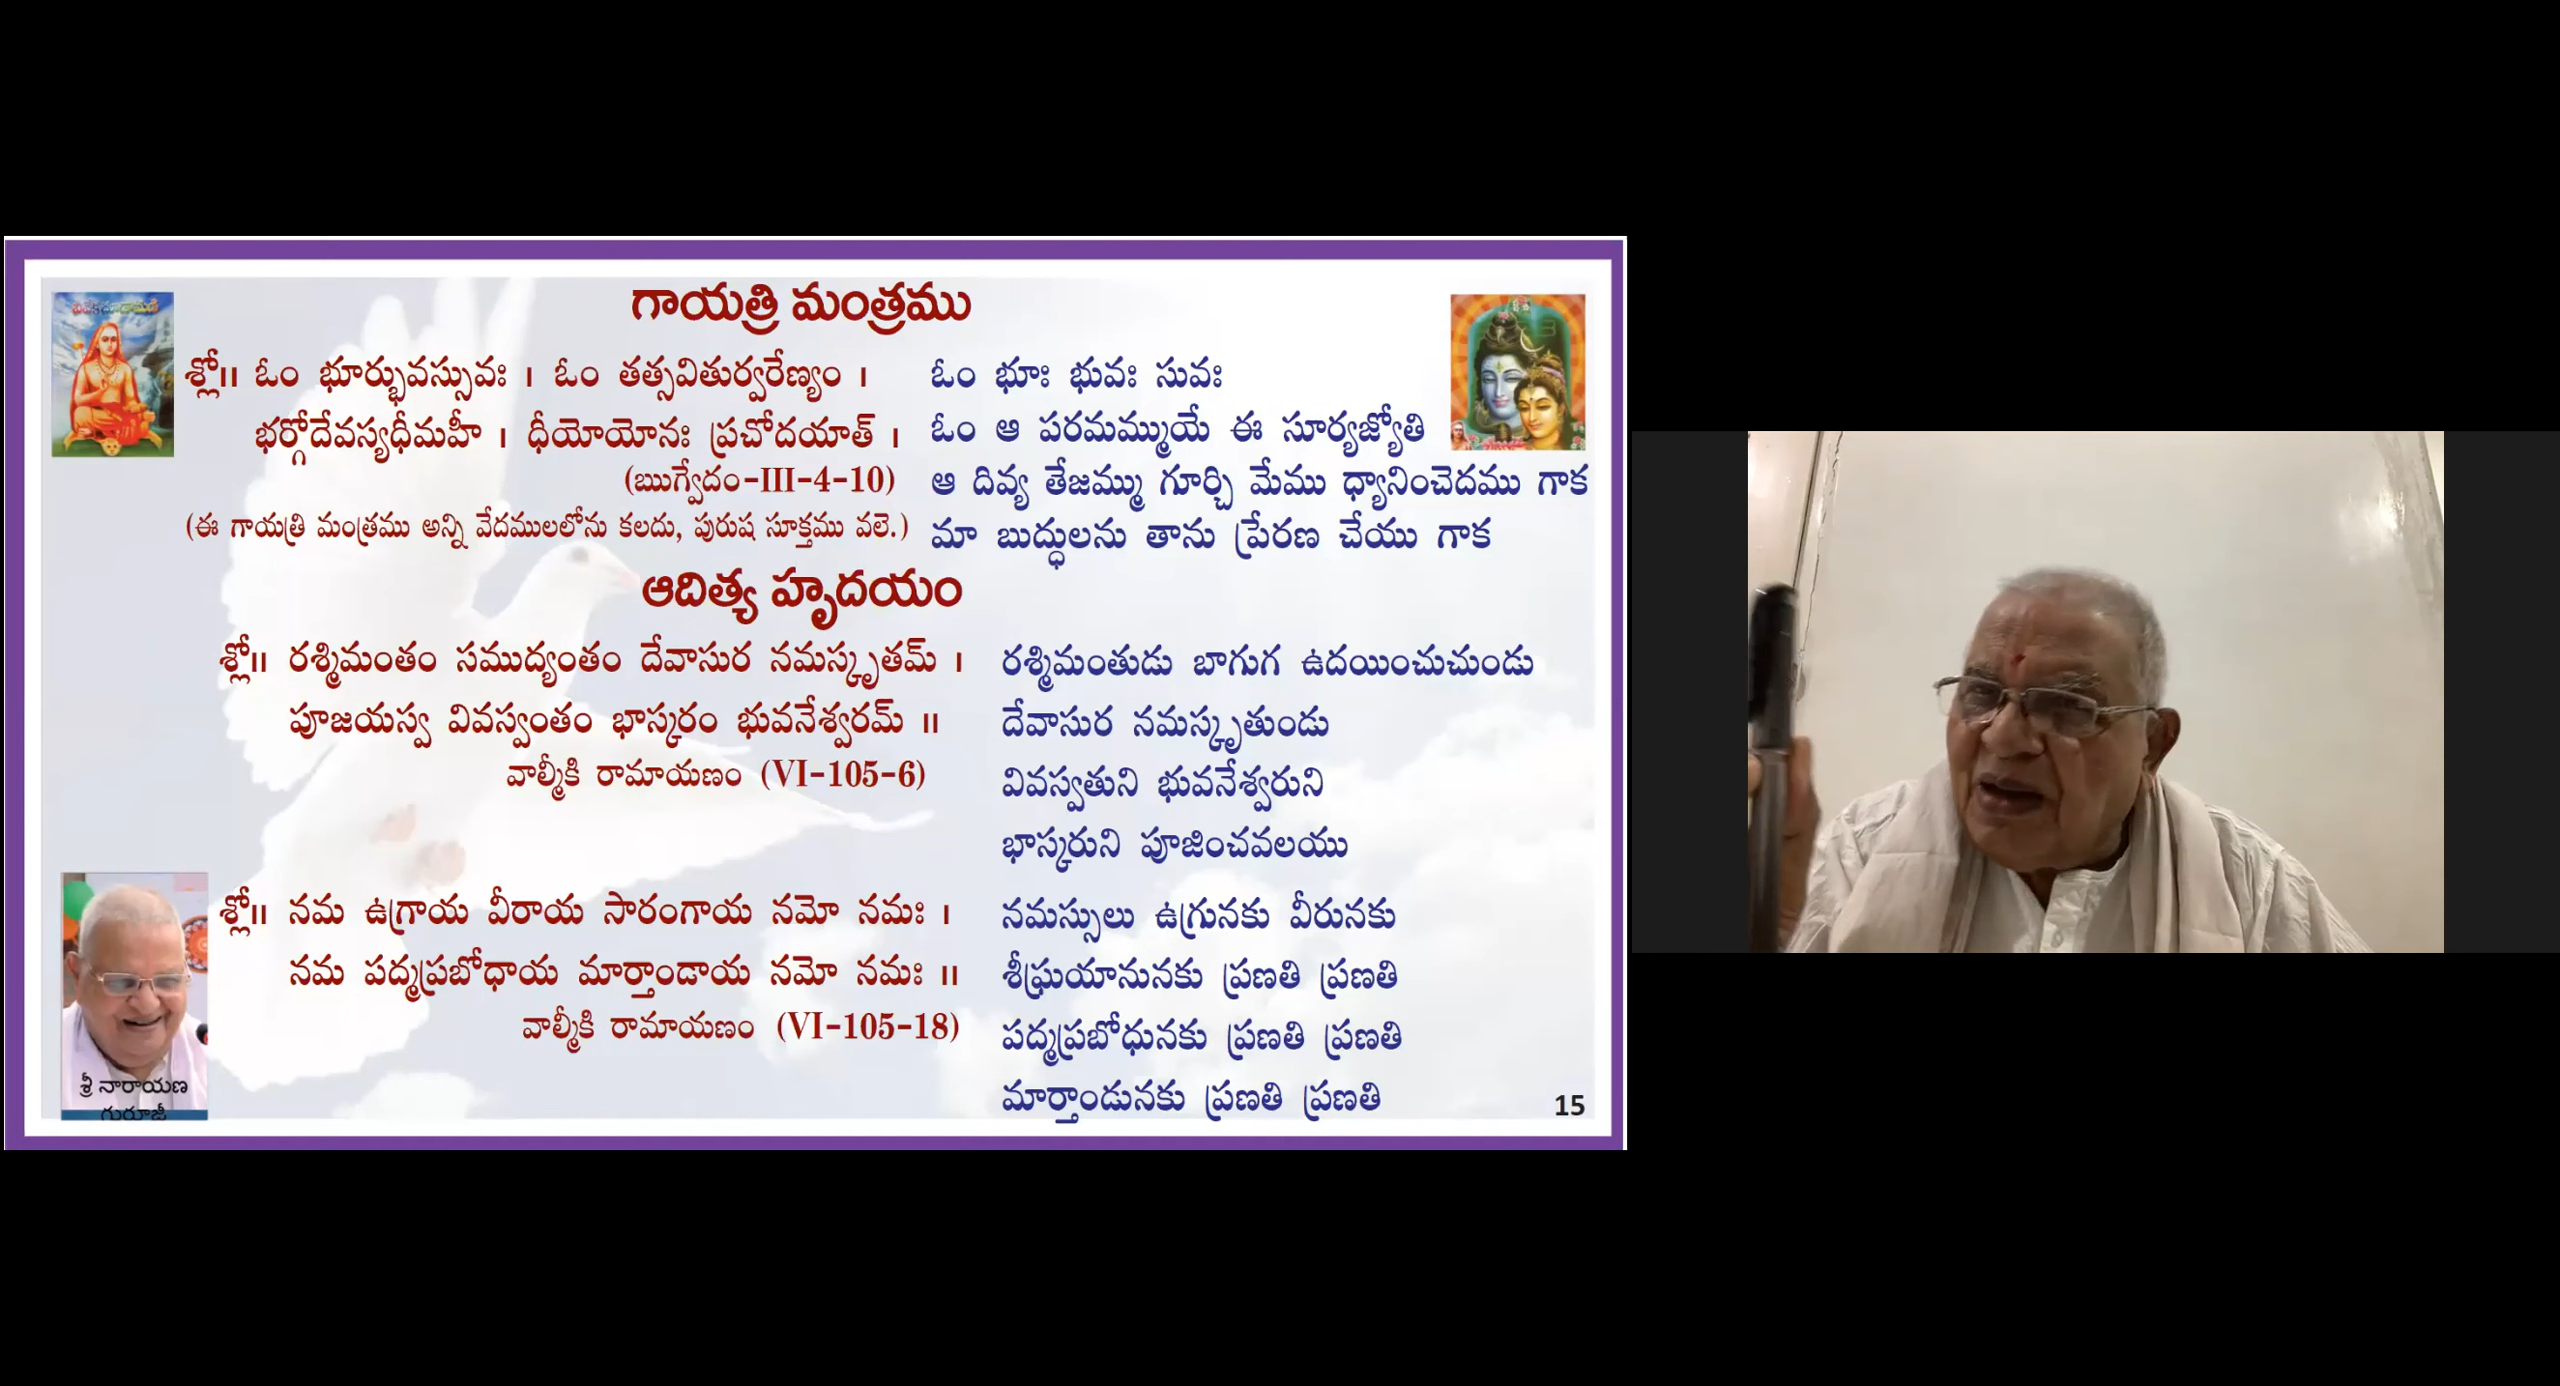 గాయత్రి మంత్రము
శ్లో॥ ఓం భూర్భువస్సువః । ఓం తత్సవితుర్వరేణ్యం ।
భర్గోదేవస్యధీమహీ । ధీయోయోనః ప్రచోదయాత్ ।
(ఋగ్వేదం-III-4-10)
(ఈ గాయత్రి మంత్రము అన్ని వేదములలోను కలదు, పురుష సూక్తము వలె.)
ఓం భూః భువః సువః
ఓం ఆ పరమమ్ముయే ఈ సూర్యజ్యోతి
ఆ దివ్య తేజమ్ము గూర్చి మేము ధ్యానించెదము గాక
మా బుద్ధులను తాను ప్రేరణ చేయు గాక
ఆదిత్య హృదయం
శ్లో॥ రశ్మిమంతం సముద్యంతం దేవాసుర నమస్కృతమ్ ।
పూజయస్వ వివస్వంతం భాస్కరం భువనేశ్వరమ్ ॥
వాల్మీకి రామాయణం (VI-105-6)
రశ్మిమంతుడు బాగుగ ఉదయించుచుండు
దేవాసుర నమస్కృతుండు
వివస్వతుని భువనేశ్వరుని
భాస్కరుని పూజించవలయు
శ్లో॥ నమ ఉగ్రాయ వీరాయ సారంగాయ నమో నమః ।
నమ పద్మప్రబోధాయ మార్తాండాయ నమో నమః ॥
వాల్మీకి రామాయణం (VI-105-18)
నమస్సులు ఉగ్రునకు వీరునకు
శీఘ్రయానునకు ప్రణతి ప్రణతి
పద్మప్రబోధునకు ప్రణతి ప్రణతి
మార్తాండునకు ప్రణతి ప్రణతి
శ్రీ నారాయణ
గురూజీ
15